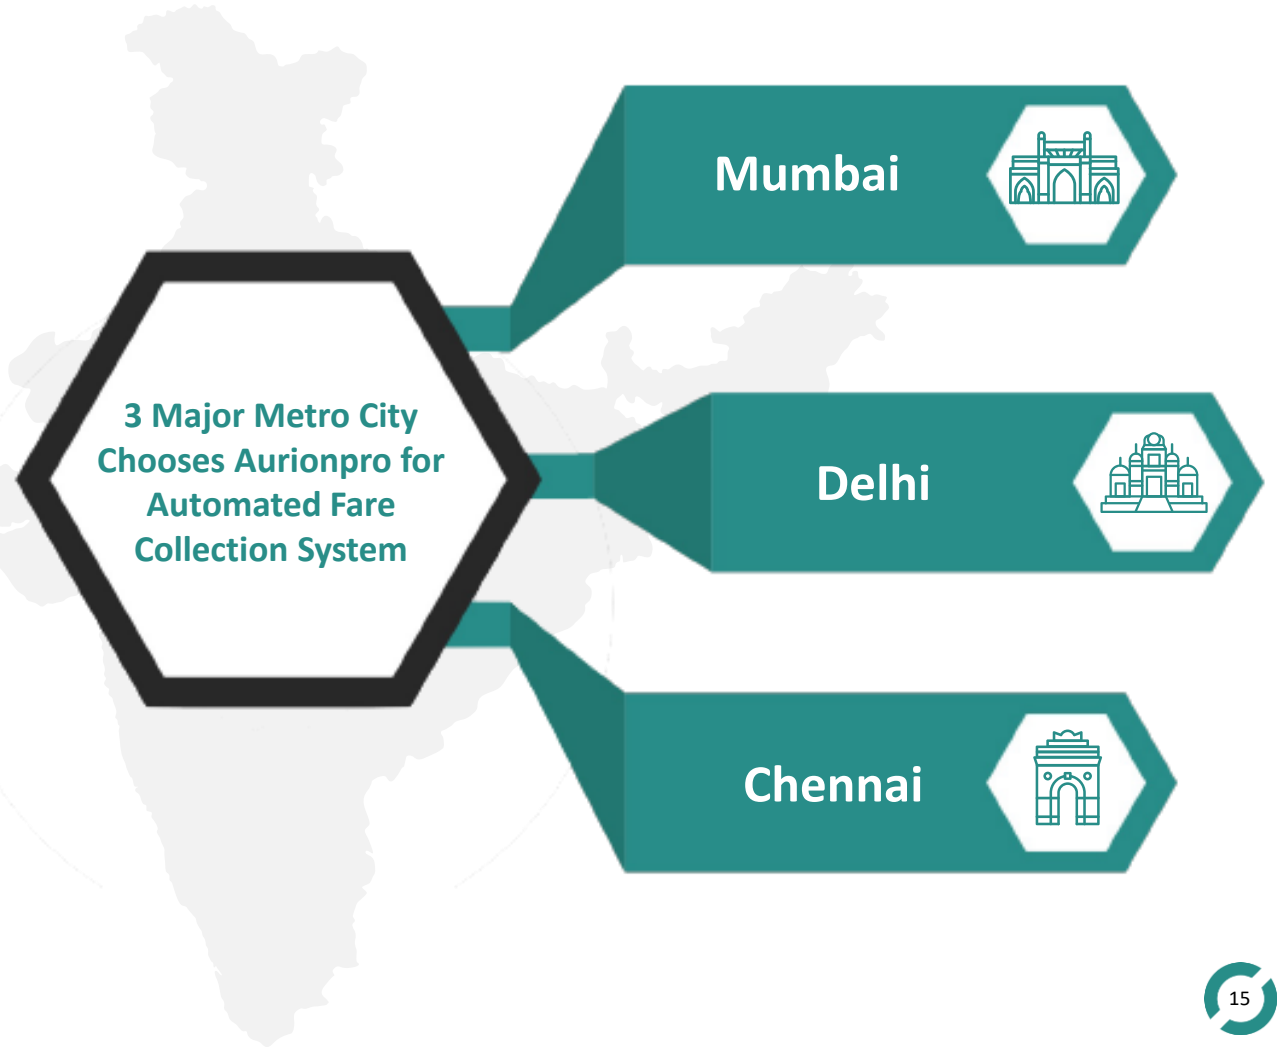 3 Major Metro City
Chooses Aurionpro for
Automated Fare
Collection System
Mumbai
Delhi
Chennai
15